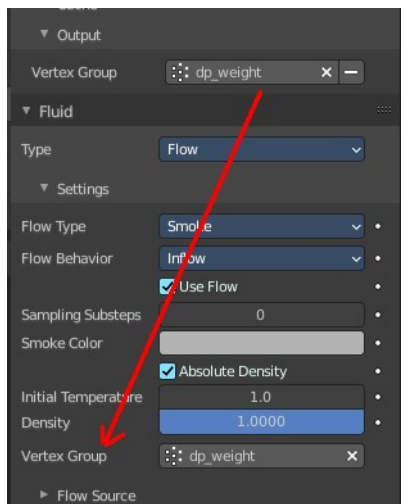 Output
Vertex Group dp_weight
Fluid
Type Flow
Settings
Flow Type Smoke
Flow Behavior Inflow
Use Flow
Sampling Substeps 0
Smoke Color
Absolute Density
Initial Temperature 1.0
Density 1.0000
Vertex Group dp_weight
Flow Source